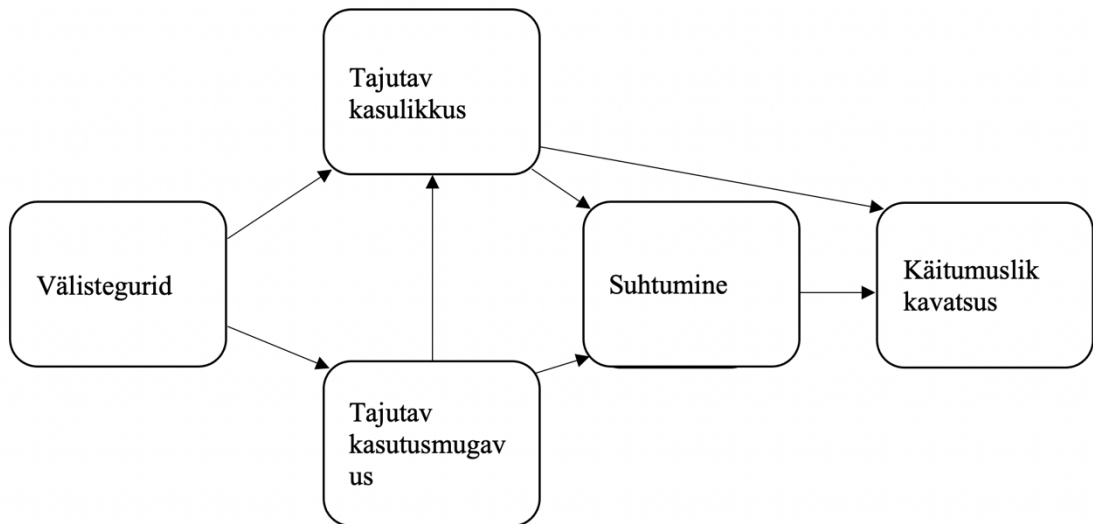 Tajutav
kasulikkus
Välistegurid
Suhtumine
Käitumuslik
kavatsus
Tajutav
kasutusmugav
us